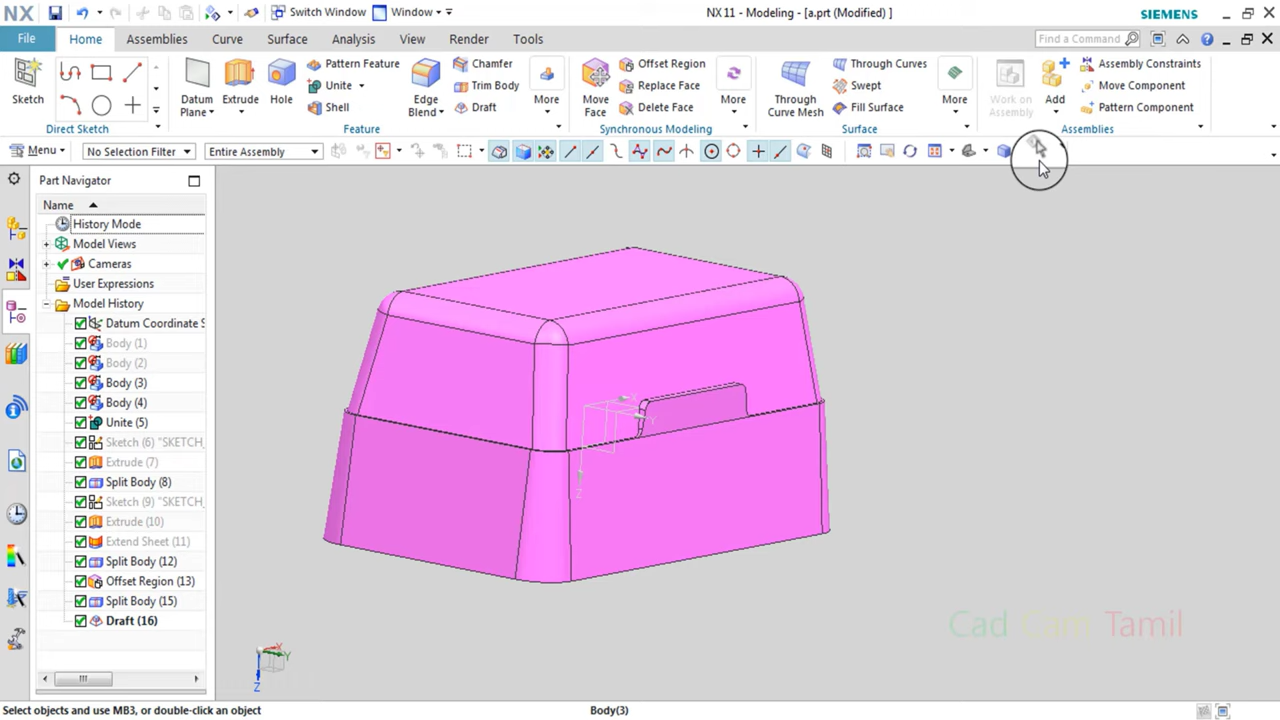 NX
Switch Window
Window
NX 11 - Modeling - [a.prt (Modified) ]
SIEMENS
File
Home
Assemblies
Curve
Surface
Analysis
View
Render
Tools
Find a Command
Sketch
Direct Sketch
Datum Plane
Extrude
Hole
Pattern Feature
Unite
Shell
Edge Blend
Chamfer
Trim Body
Draft
More
Feature
Move Face
Offset Region
Replace Face
Delete Face
More
Synchronous Modeling
Through Curve Mesh
Through Curves
Swept
Fill Surface
More
Surface
Work on Assembly
Add
Assembly Constraints
Move Component
Pattern Component
Assemblies
Menu
No Selection Filter
Entire Assembly
Part Navigator
Name
History Mode
Model Views
Cameras
User Expressions
Model History
Datum Coordinate S
Body (1)
Body (2)
Body (3)
Body (4)
Unite (5)
Sketch (6) "SKETCH_
Extrude (7)
Split Body (8)
Sketch (9) "SKETCH_
Extrude (10)
Extend Sheet (11)
Split Body (12)
Offset Region (13)
Split Body (15)
Draft (16)
X
Y
Z
X
Y
Z
Cad Cam Tamil
Select objects and use MB3, or double-click an object
Body(3)